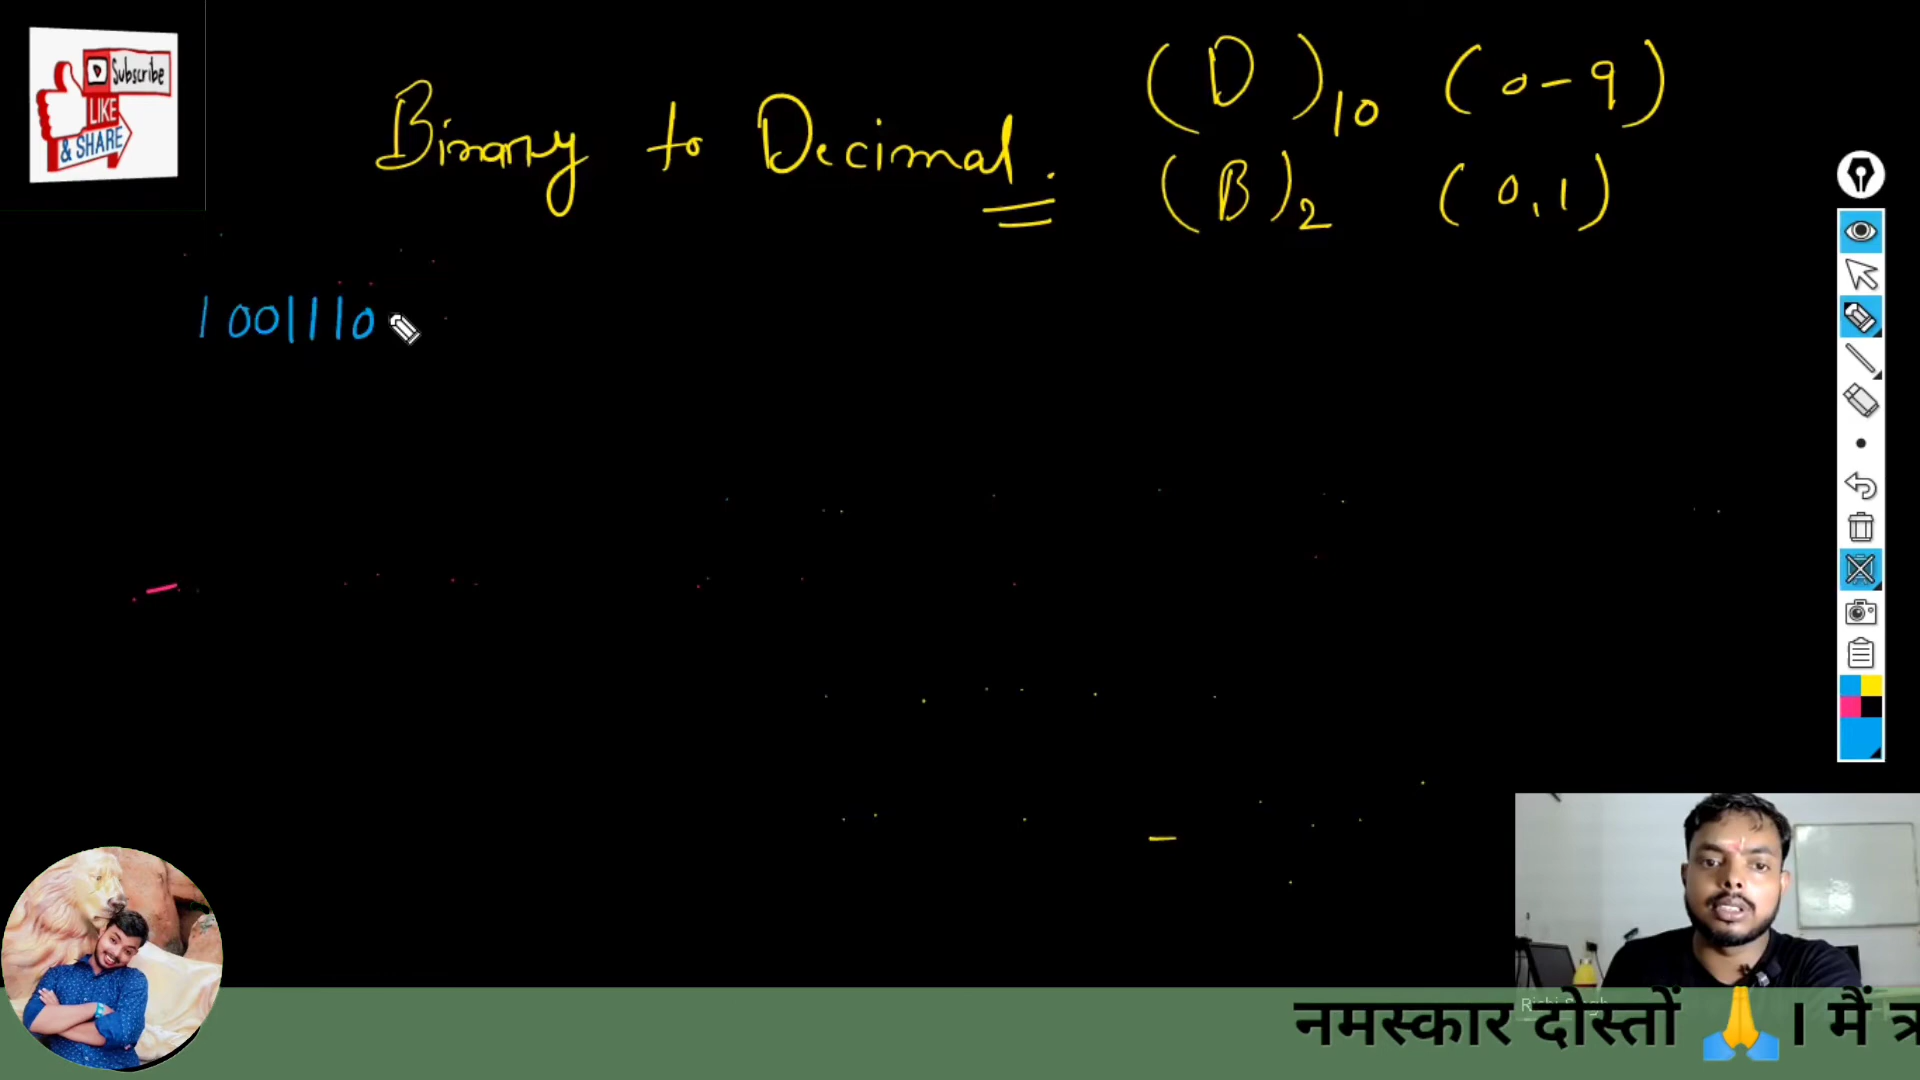 Subscribe
LIKE
& SHARE
Binary to Decimal.
(D)10 (0-9)
(B)2 (0,1)
1001110
नमस्कार दोस्तों 🙏। मैं